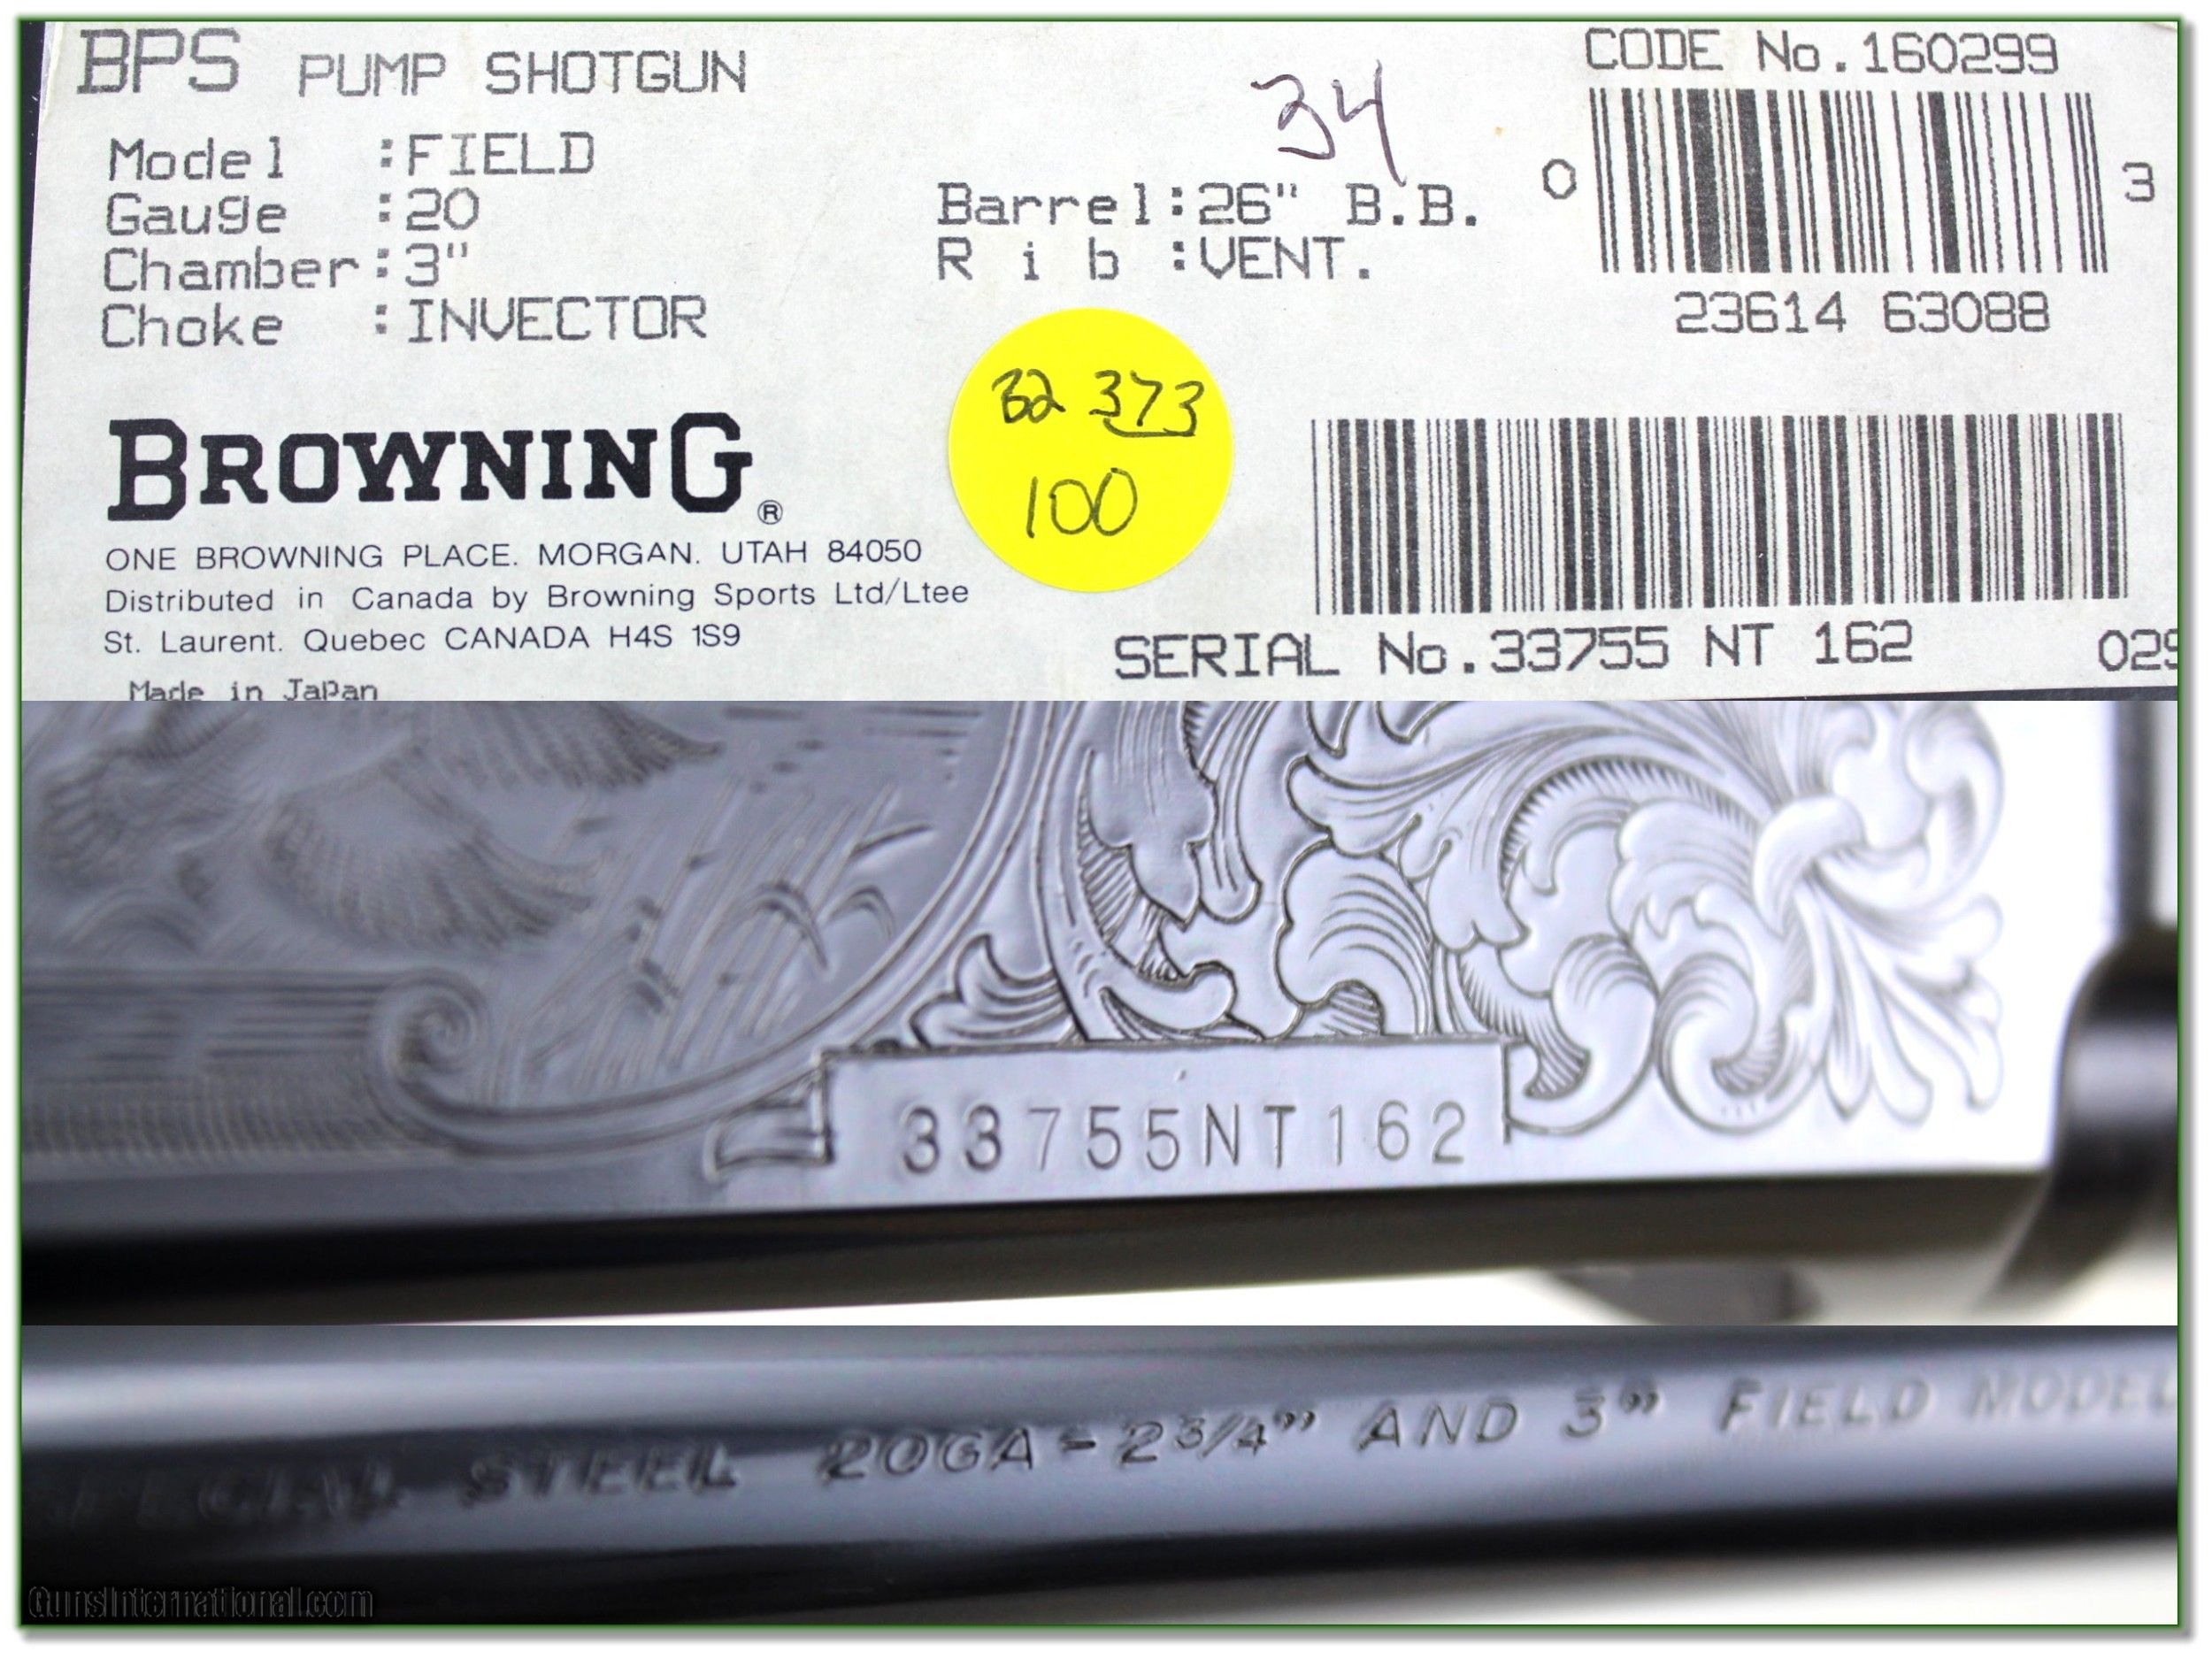 BPS PUMP SHOTGUN
Model :FIELD
Gauge :20
Chamber:3"
Choke :INVECTOR
34
Barrel:26" B.B.
R i b :VENT.
CODE No.160299
0 3
23614 63088
BROWNING®
ONE BROWNING PLACE. MORGAN. UTAH 84050
Distributed in Canada by Browning Sports Ltd/Ltee
St. Laurent. Quebec CANADA H4S 1S9
Made in Japan
373
100
SERIAL No.33755 NT 162
33755NT162
STEEL 20GA-2 3/4" AND 3" FIELD MODEL
GunsInternational.com